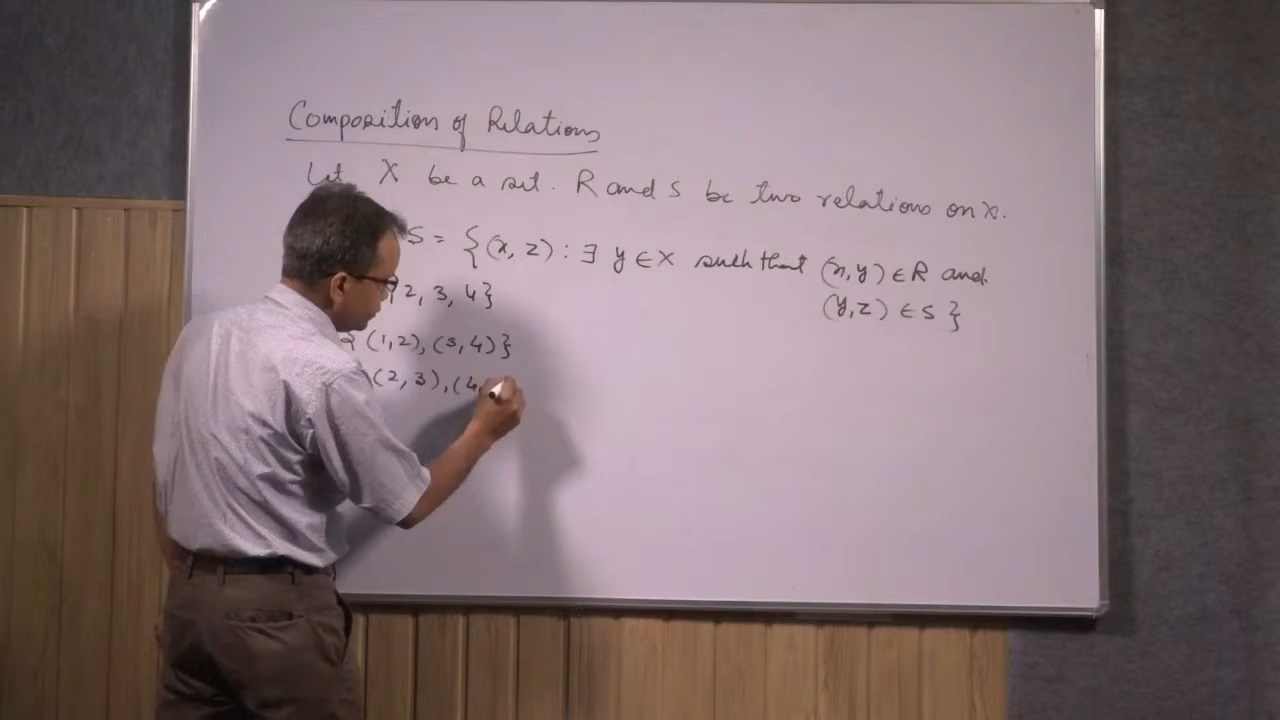 Composition of Relations
Let X be a set. R and S be two relations on X.
S = {(x, z) : ∃ y ∈ X such that (x,y) ∈ R and
(y,z) ∈ S }
2, 3, 4}
{ (1,2), (3,4)}
(2,3), (4,